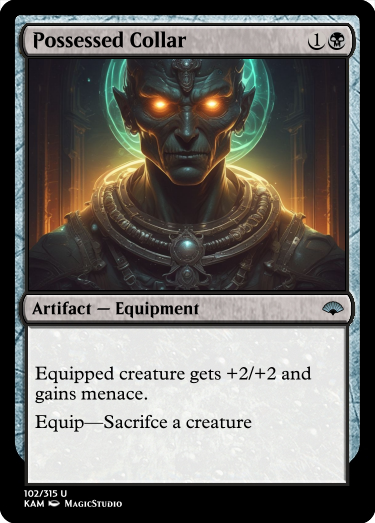 Possessed Collar 1
Artifact — Equipment
Equipped creature gets +2/+2 and
gains menace.
Equip—Sacrifce a creature
102/315 U
KAM MagicStudio